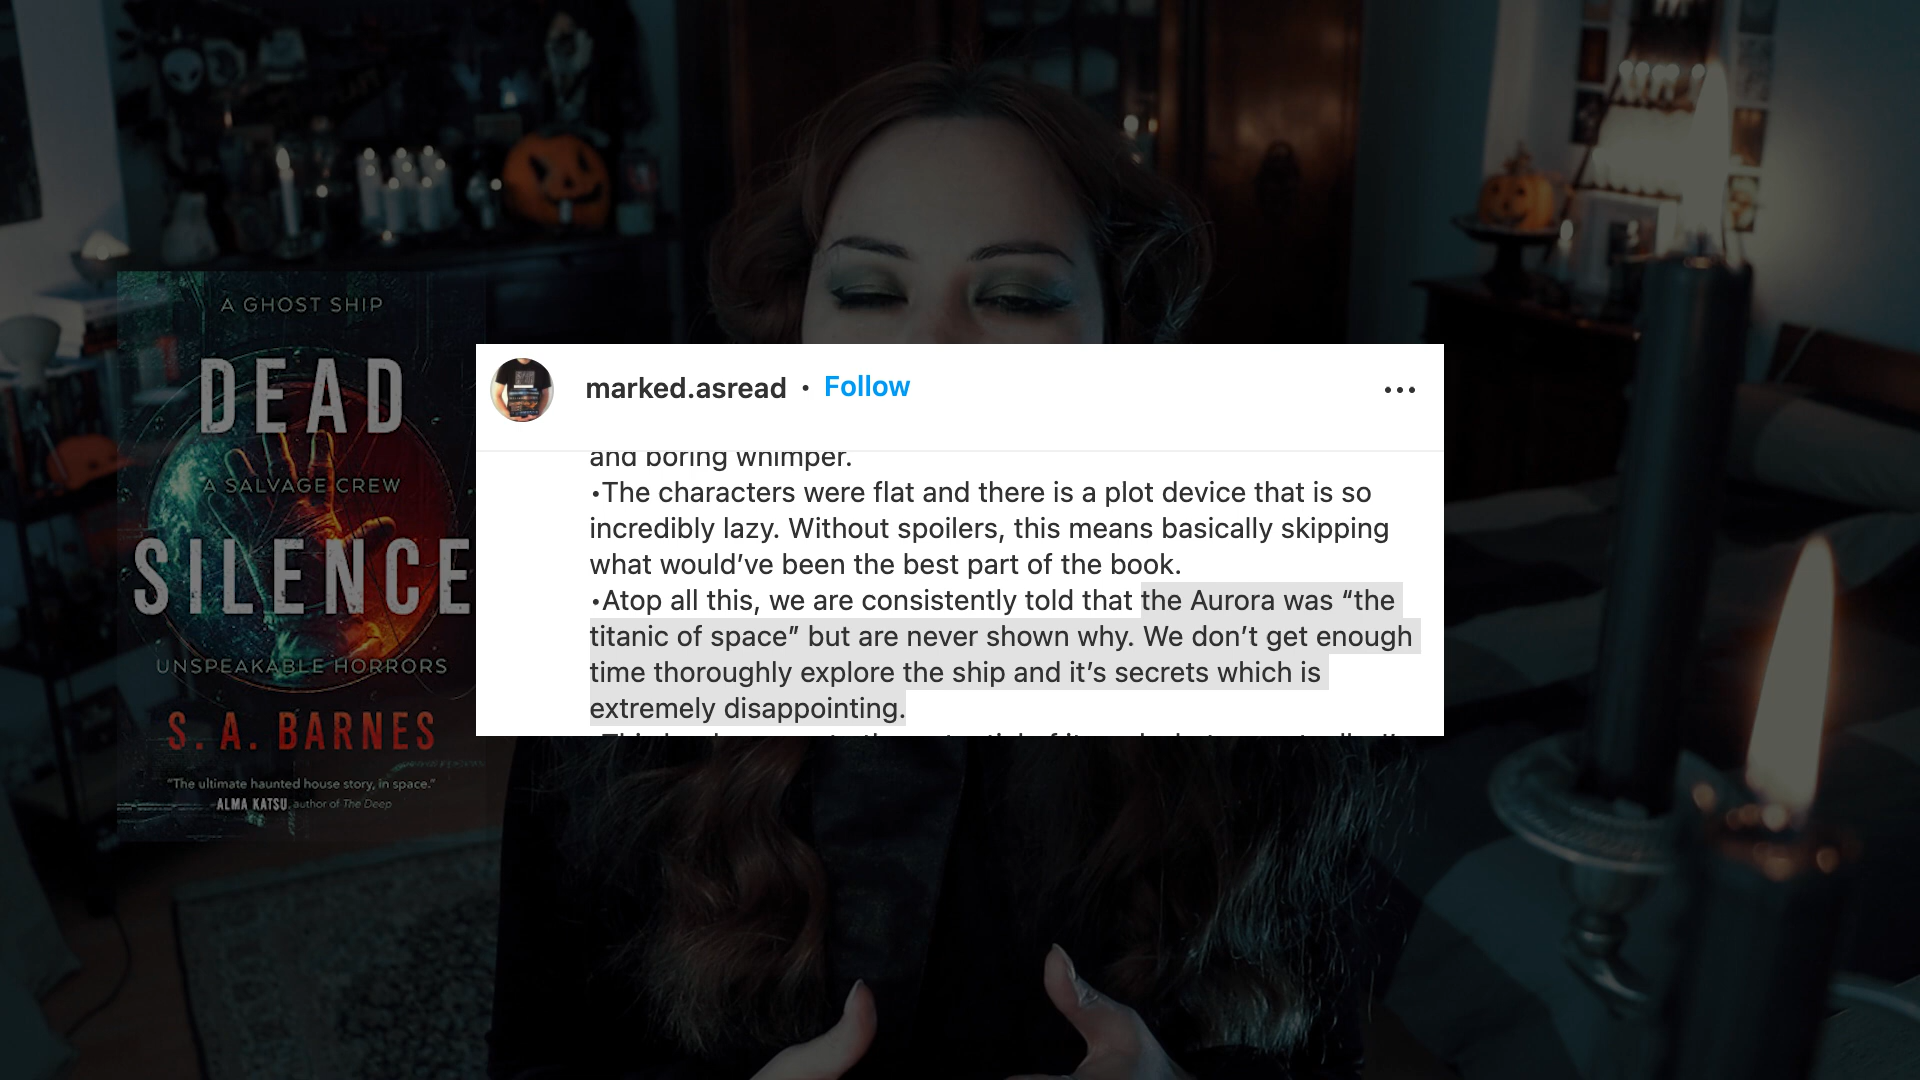 A GHOST SHIP
DEAD
A SALVAGE CREW
SILENCE
UNSPEAKABLE HORRORS
S. A. BARNES
"The ultimate haunted house story, in space."
—ALMA KATSU, author of The Deep
marked.asread • Follow
and boring whimper.
•The characters were flat and there is a plot device that is so
incredibly lazy. Without spoilers, this means basically skipping
what would’ve been the best part of the book.
•Atop all this, we are consistently told that the Aurora was “the
titanic of space” but are never shown why. We don’t get enough
time thoroughly explore the ship and it’s secrets which is
extremely disappointing.